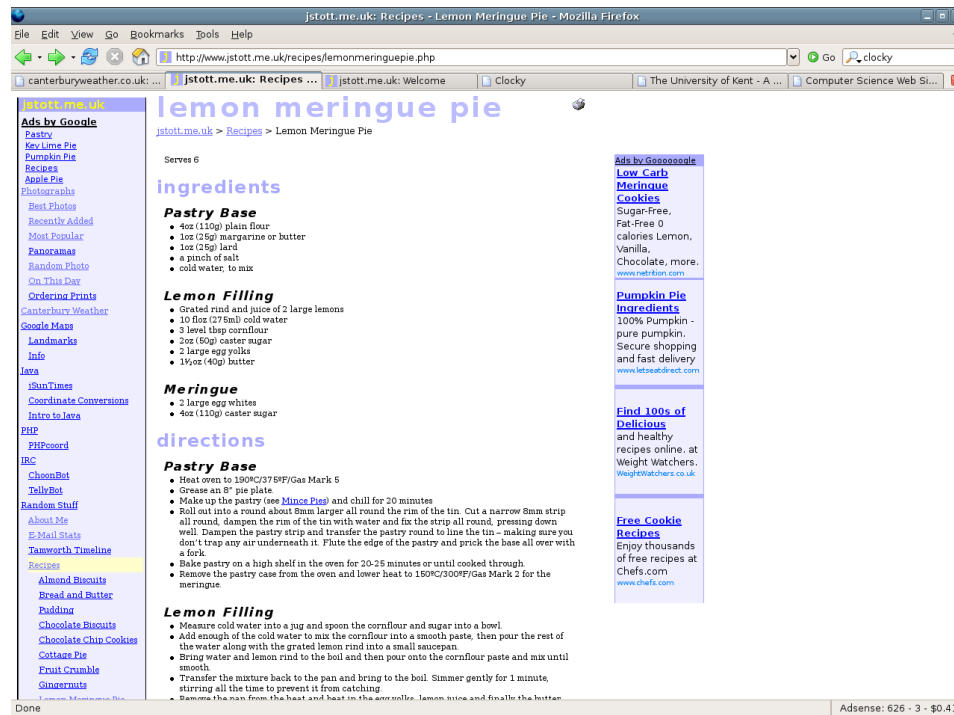 jstott.me.uk: Recipes - Lemon Meringue Pie - Mozilla Firefox
File Edit View Go Bookmarks Tools Help
http://www.jstott.me.uk/recipes/lemonmeringuepie.php
Go
clocky
canterburyweather.co.uk: ...
jstott.me.uk: Recipes ...
jstott.me.uk: Welcome
Clocky
The University of Kent - A ...
Computer Science Web Si...
jstott.me.uk
Ads by Google
Pastry
Key Lime Pie
Pumpkin Pie
Recipes
Apple Pie
Photographs
Best Photos
Recently Added
Most Popular
Panoramas
Random Photo
On This Day
Ordering Prints
Canterbury Weather
Google Maps
Landmarks
Info
Java
iSunTimes
Coordinate Conversions
Intro to Java
PHP
PHPcoord
IRC
ChoonBot
TellyBot
Random Stuff
About Me
E-Mail Stats
Tamworth Timeline
Recipes
Almond Biscuits
Bread and Butter
Pudding
Chocolate Biscuits
Chocolate Chip Cookies
Cottage Pie
Fruit Crumble
Gingernuts
Lemon Meringue Pie
lemon meringue pie
jstott.me.uk > Recipes > Lemon Meringue Pie
Serves 6
ingredients
Pastry Base
4oz (110g) plain flour
1oz (25g) margarine or butter
1oz (25g) lard
a pinch of salt
cold water, to mix
Lemon Filling
Grated rind and juice of 2 large lemons
10 floz (275ml) cold water
3 level tbsp cornflour
2oz (50g) caster sugar
2 large egg yolks
1½oz (40g) butter
Meringue
2 large egg whites
4oz (110g) caster sugar
directions
Pastry Base
Heat oven to 190ºC/375ºF/Gas Mark 5
Grease an 8" pie plate.
Make up the pastry (see Mince Pies) and chill for 20 minutes
Roll out into a round about 8mm larger all round the rim of the tin. Cut a narrow 8mm strip
all round, dampen the rim of the tin with water and fix the strip all round, pressing down
well. Dampen the pastry strip and transfer the pastry round to line the tin – making sure you
don't trap any air underneath it. Flute the edge of the pastry and prick the base all over with
a fork.
Bake pastry on a high shelf in the oven for 20-25 minutes or until cooked through.
Remove the pastry case from the oven and lower heat to 150ºC/300ºF/Gas Mark 2 for the
meringue.
Lemon Filling
Measure cold water into a jug and spoon the cornflour and sugar into a bowl.
Add enough of the cold water to mix the cornflour into a smooth paste, then pour the rest of
the water along with the grated lemon rind into a small saucepan.
Bring water and lemon rind to the boil and then pour onto the cornflour paste and mix until
smooth.
Transfer the mixture back to the pan and bring to the boil. Simmer gently for 1 minute,
stirring all the time to prevent it from catching.
Remove the pan from the heat and beat in the egg yolks, lemon juice and finally the butter
Ads by Goooooogle
Low Carb
Meringue
Cookies
Sugar-Free,
Fat-Free 0
calories Lemon,
Vanilla,
Chocolate, more.
www.netrition.com
Pumpkin Pie
Ingredients
100% Pumpkin -
pure pumpkin.
Secure shopping
and fast delivery
www.letseatdirect.com
Find 100s of
Delicious
and healthy
recipes online. at
Weight Watchers.
WeightWatchers.co.uk
Free Cookie
Recipes
Enjoy thousands
of free recipes at
Chefs.com
www.chefs.com
Done
Adsense: 626 - 3 -